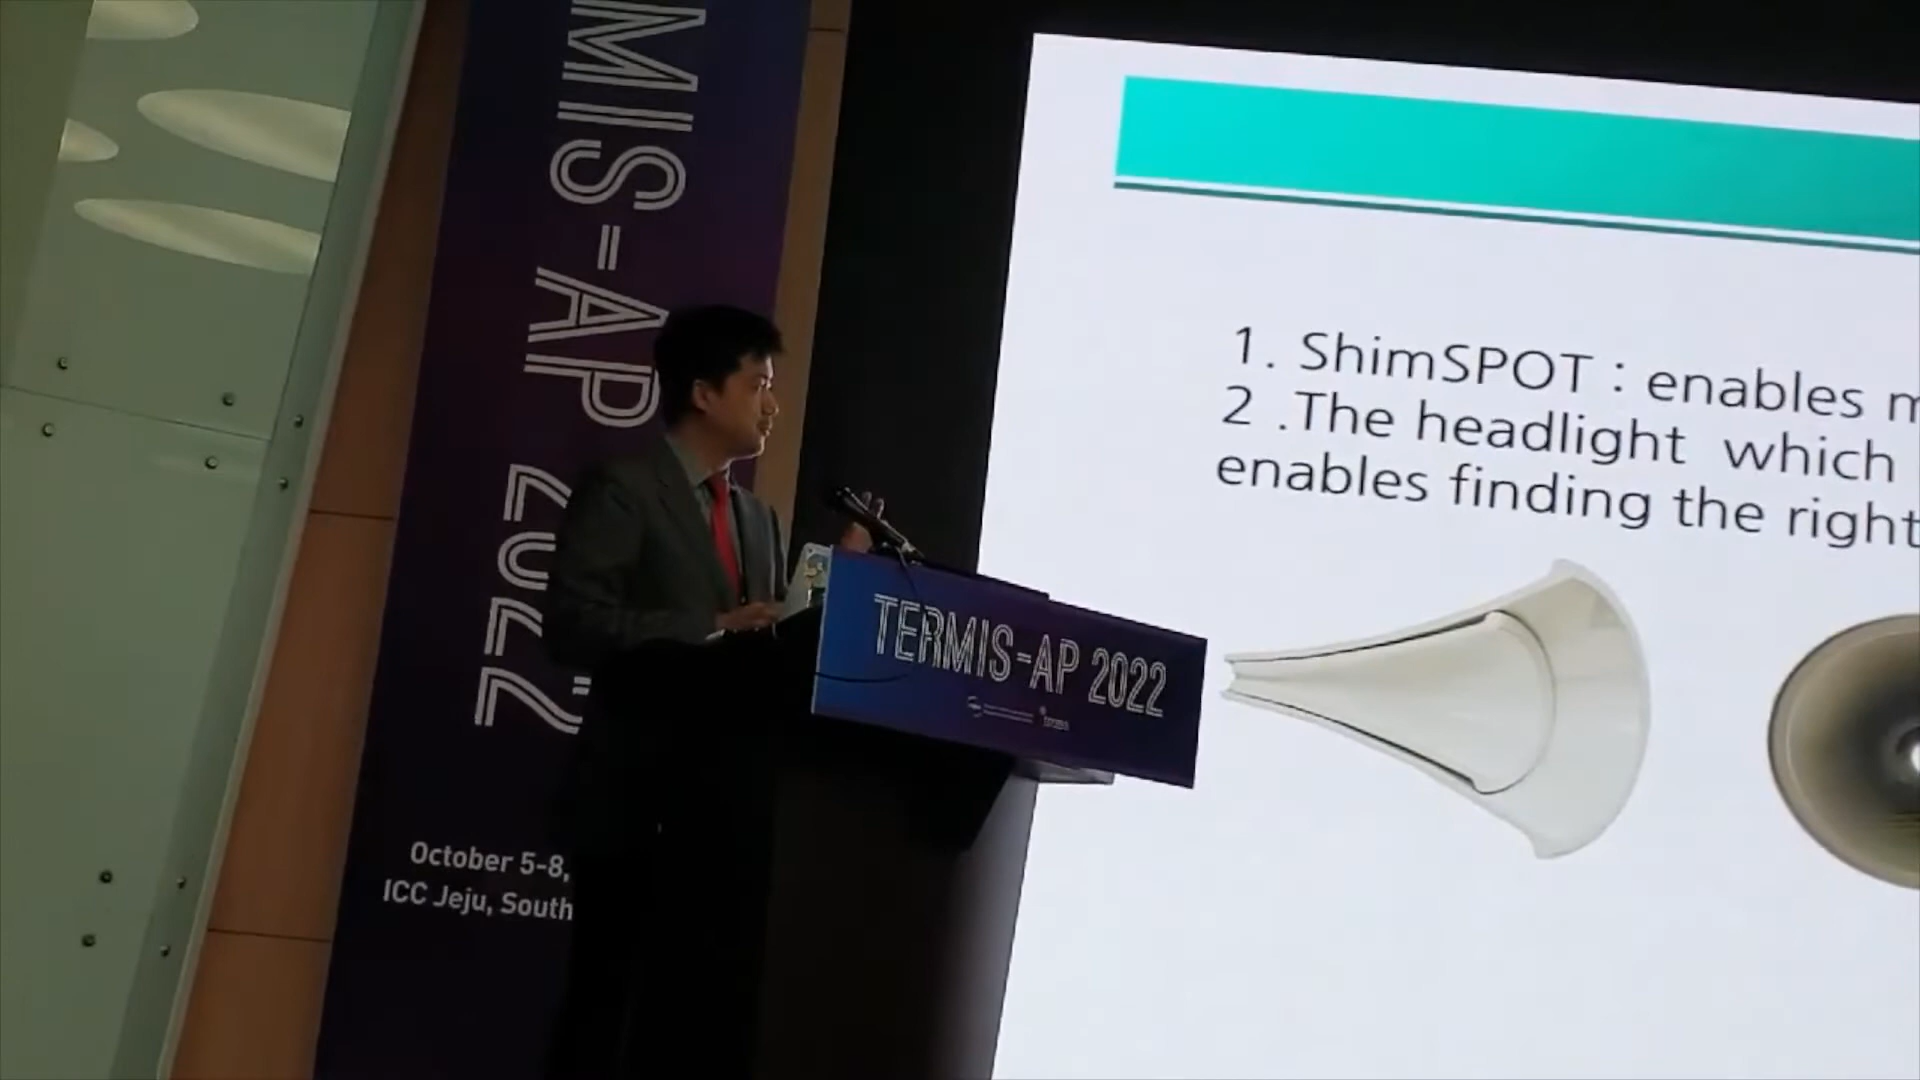 MIS-AP 2022
October 5-8,
ICC Jeju, South
TERMIS-AP 2022
1. ShimSPOT : enables
2 .The headlight which
enables finding the right